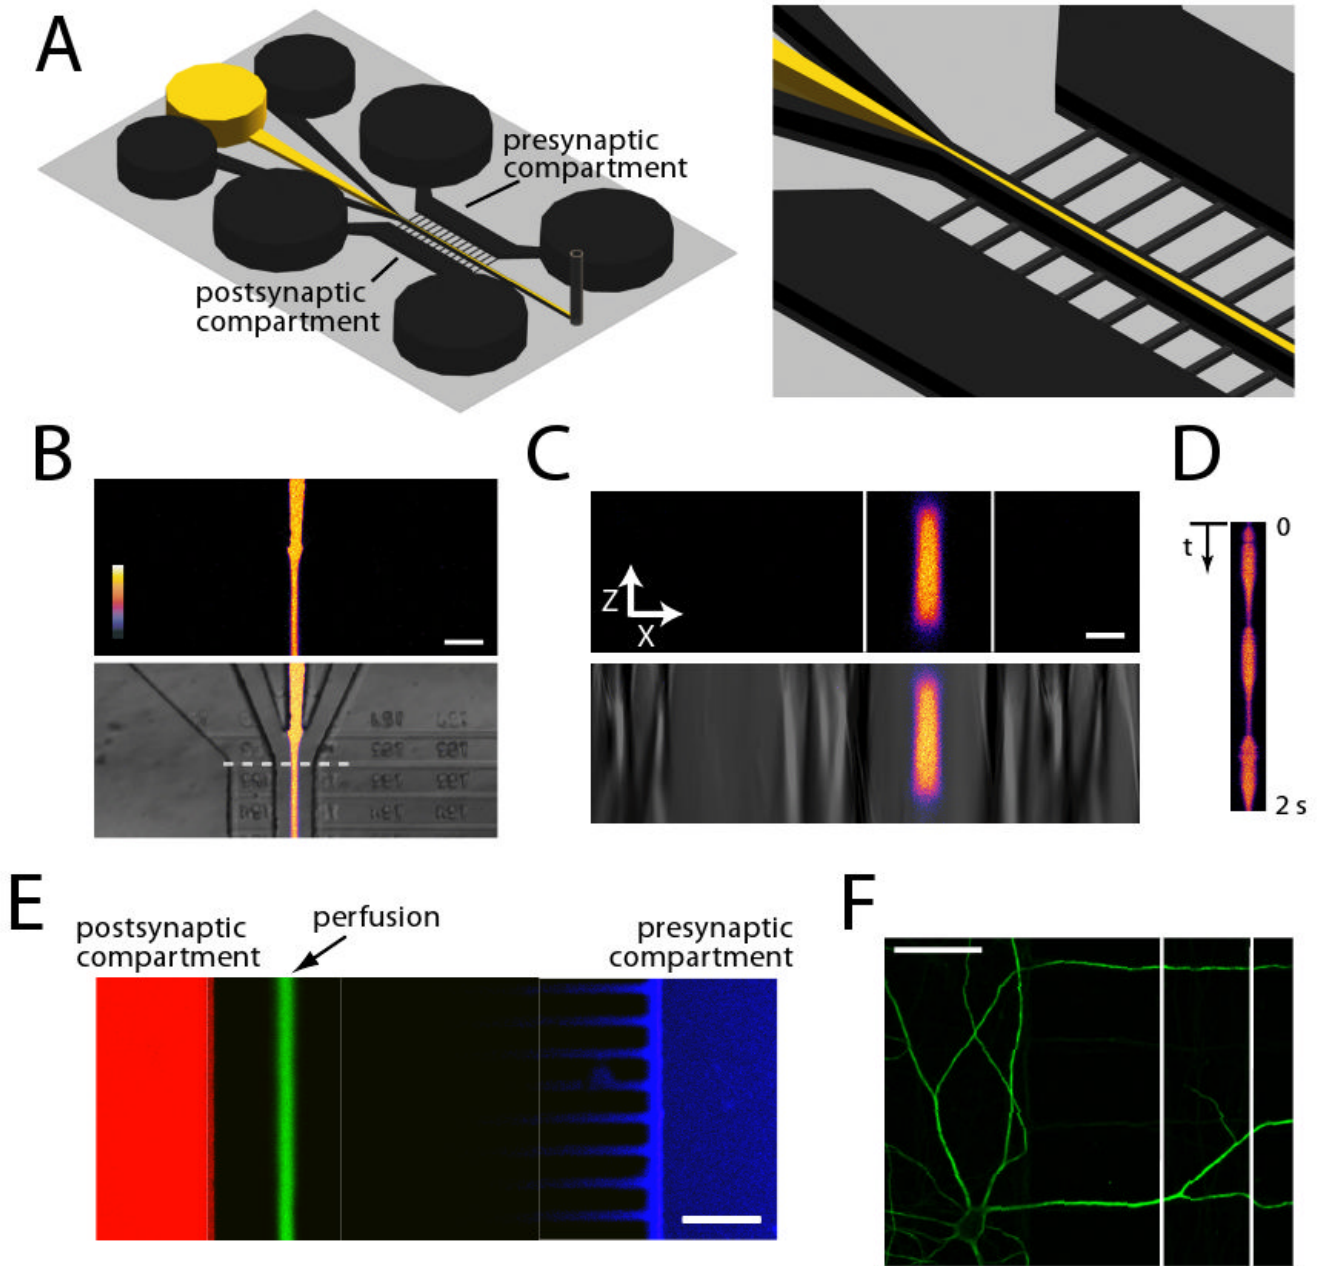 A
presynaptic
compartment
postsynaptic
compartment
B
C
D
Z
X
0
t
2 s
E
postsynaptic
compartment
perfusion
presynaptic
compartment
F